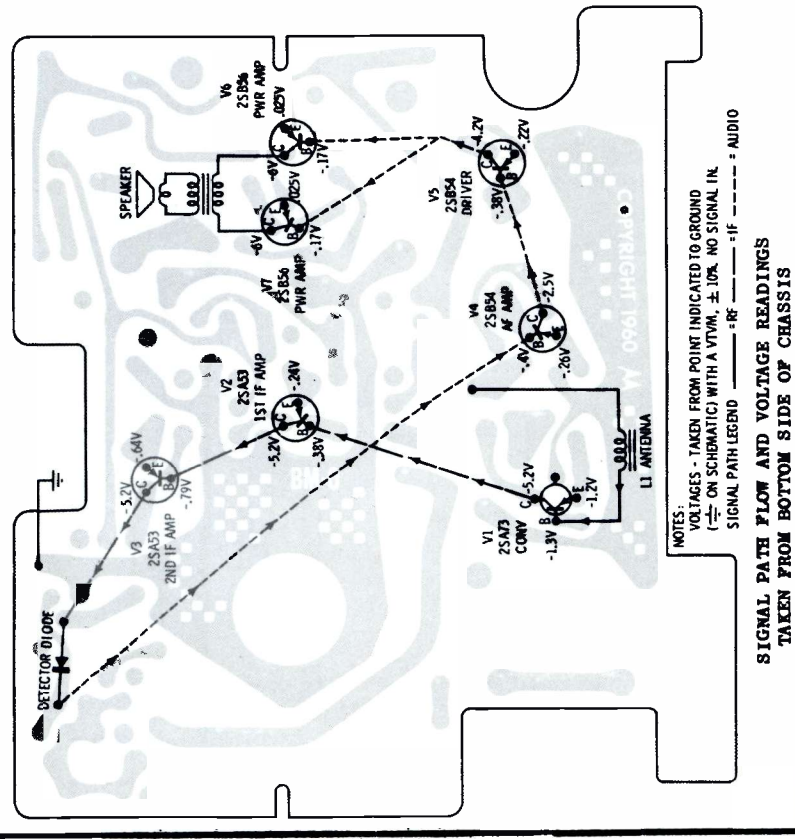 SPEAKER
V6
2SB56
PWR AMP
C
E
B
-6V
.025V
-.17V
V7
2SB56
PWR AMP
C
E
B
-6V
.025V
-.17V
V5
2SB54
DRIVER
C
E
B
-4.2V
-.22V
-.38V
V4
2SB54
AF AMP
C
B
E
-2.5V
-.4V
-.26V
V2
2SA53
1ST IF AMP
C
E
B
-5.2V
-.24V
-.38V
V3
2SA53
2ND IF AMP
C
E
B
-5.2V
-.64V
-.79V
DETECTOR DIODE
V1
2SA73
CONV
C
B
E
-5.2V
-1.3V
-1.2V
L1 ANTENNA
COPYRIGHT 1960 M
NOTES:
VOLTAGES - TAKEN FROM POINT INDICATED TO GROUND
( ON SCHEMATIC) WITH A VTVM, ± 10%. NO SIGNAL IN.
SIGNAL PATH LEGEND = RF = IF = AUDIO
SIGNAL PATH FLOW AND VOLTAGE READINGS
TAKEN FROM BOTTOM SIDE OF CHASSIS